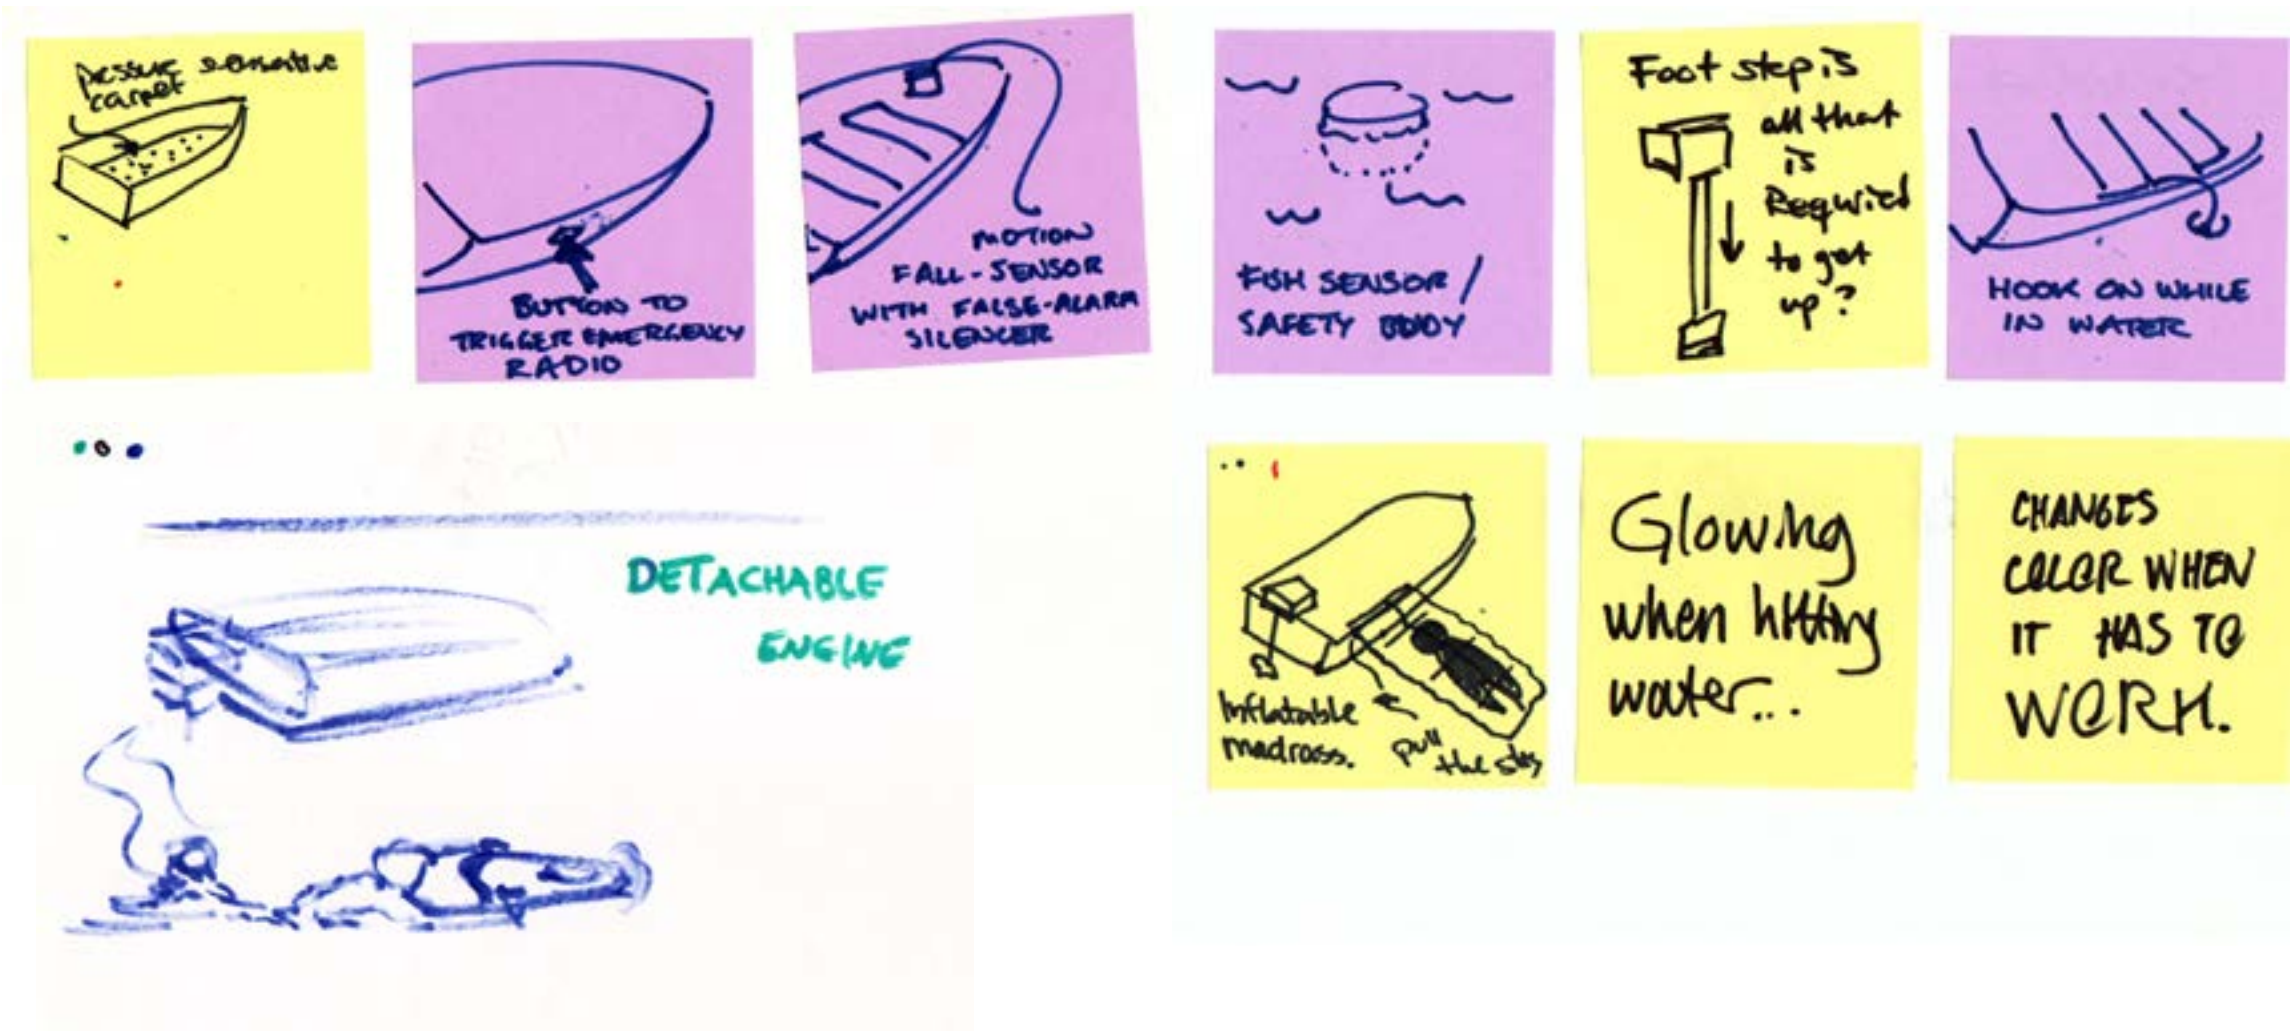 pressure sensitive
carpet
BUTTON TO
TRIGGER EMERGENCY
RADIO
MOTION
FALL-SENSOR
WITH FALSE-ALARM
SILENCER
FISH SENSOR /
SAFETY BUDY
Foot step is
all that
is
Required
to get
up?
HOOK ON WHILE
IN WATER
DETACHABLE
ENGINE
Inflatable
madrass.
pull
the
Glowing
when hitting
water...
CHANGES
COLOR WHEN
IT HAS TO
WORK.